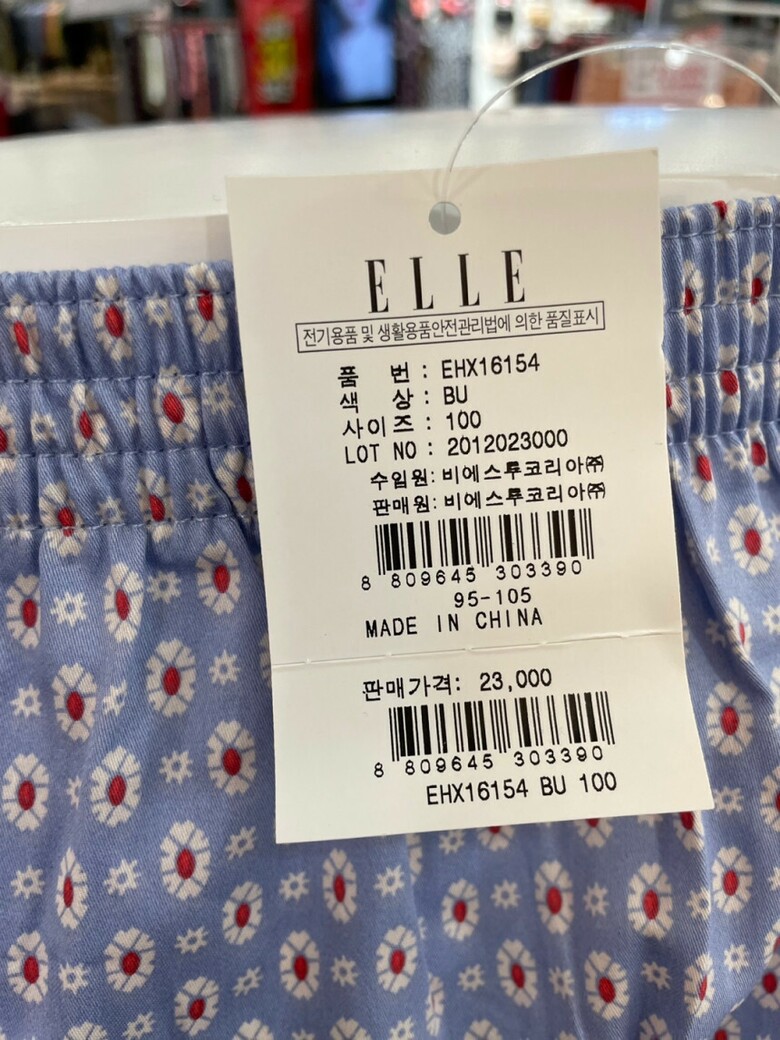 ELLE
전기용품 및 생활용품안전관리법에 의한 품질표시
품 번 : EHX16154
색 상 : BU
사이즈 : 100
LOT NO : 2012023000
수입원: 비에스투코리아㈜
판매원: 비에스투코리아㈜
8 809645 303390
95-105
MADE IN CHINA
판매가격: 23,000
8 809645 303390
EHX16154 BU 100